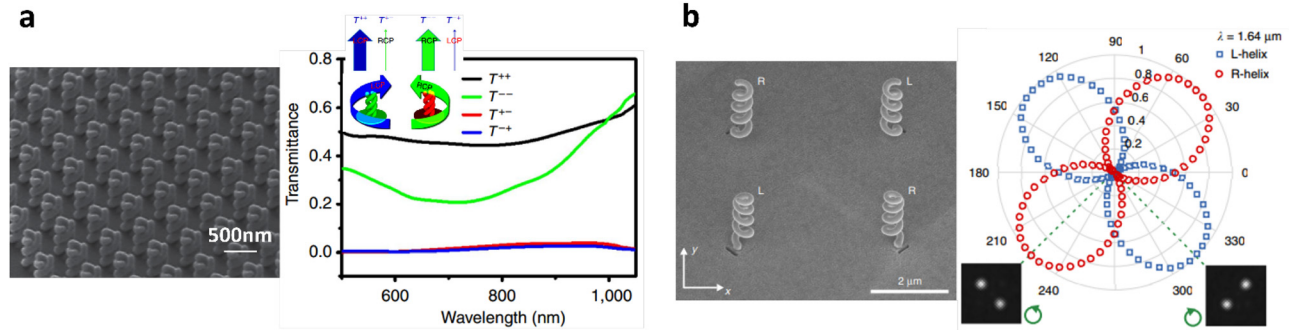 a
500nm
T⁺⁺
T⁺⁻
T⁻⁻
T⁻⁺
LCP
RCP
RCP
LCP
RCP
T⁺⁺
T⁻⁻
T⁺⁻
T⁻⁺
Transmittance
0.8
0.6
0.4
0.2
0.0
600
800
1,000
Wavelength (nm)
b
R
L
L
R
y
x
2 μm
λ = 1.64 μm
L-helix
R-helix
90
120
60
150
30
180
0
210
330
240
300
1
0.8
0.6
0.4
0.2